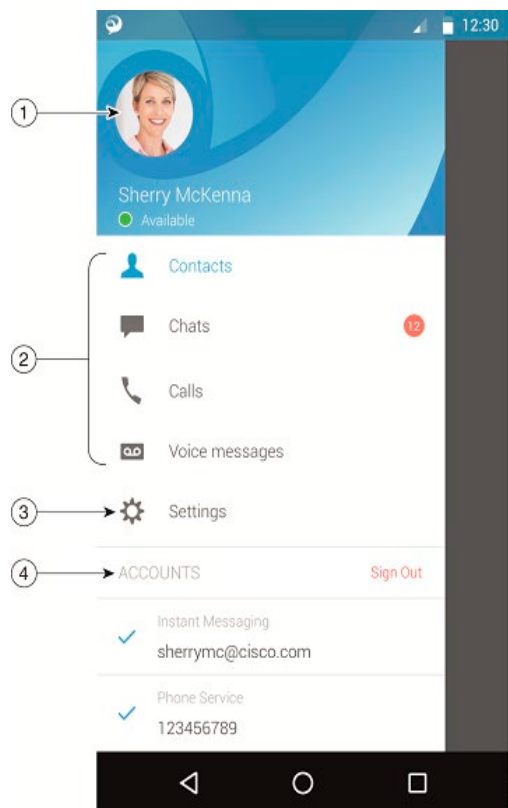 12:30
1
Sherry McKenna
Available
Contacts
2
Chats
12
Calls
Voice messages
3
Settings
4
ACCOUNTS
Sign Out
Instant Messaging
sherrymc@cisco.com
Phone Service
123456789